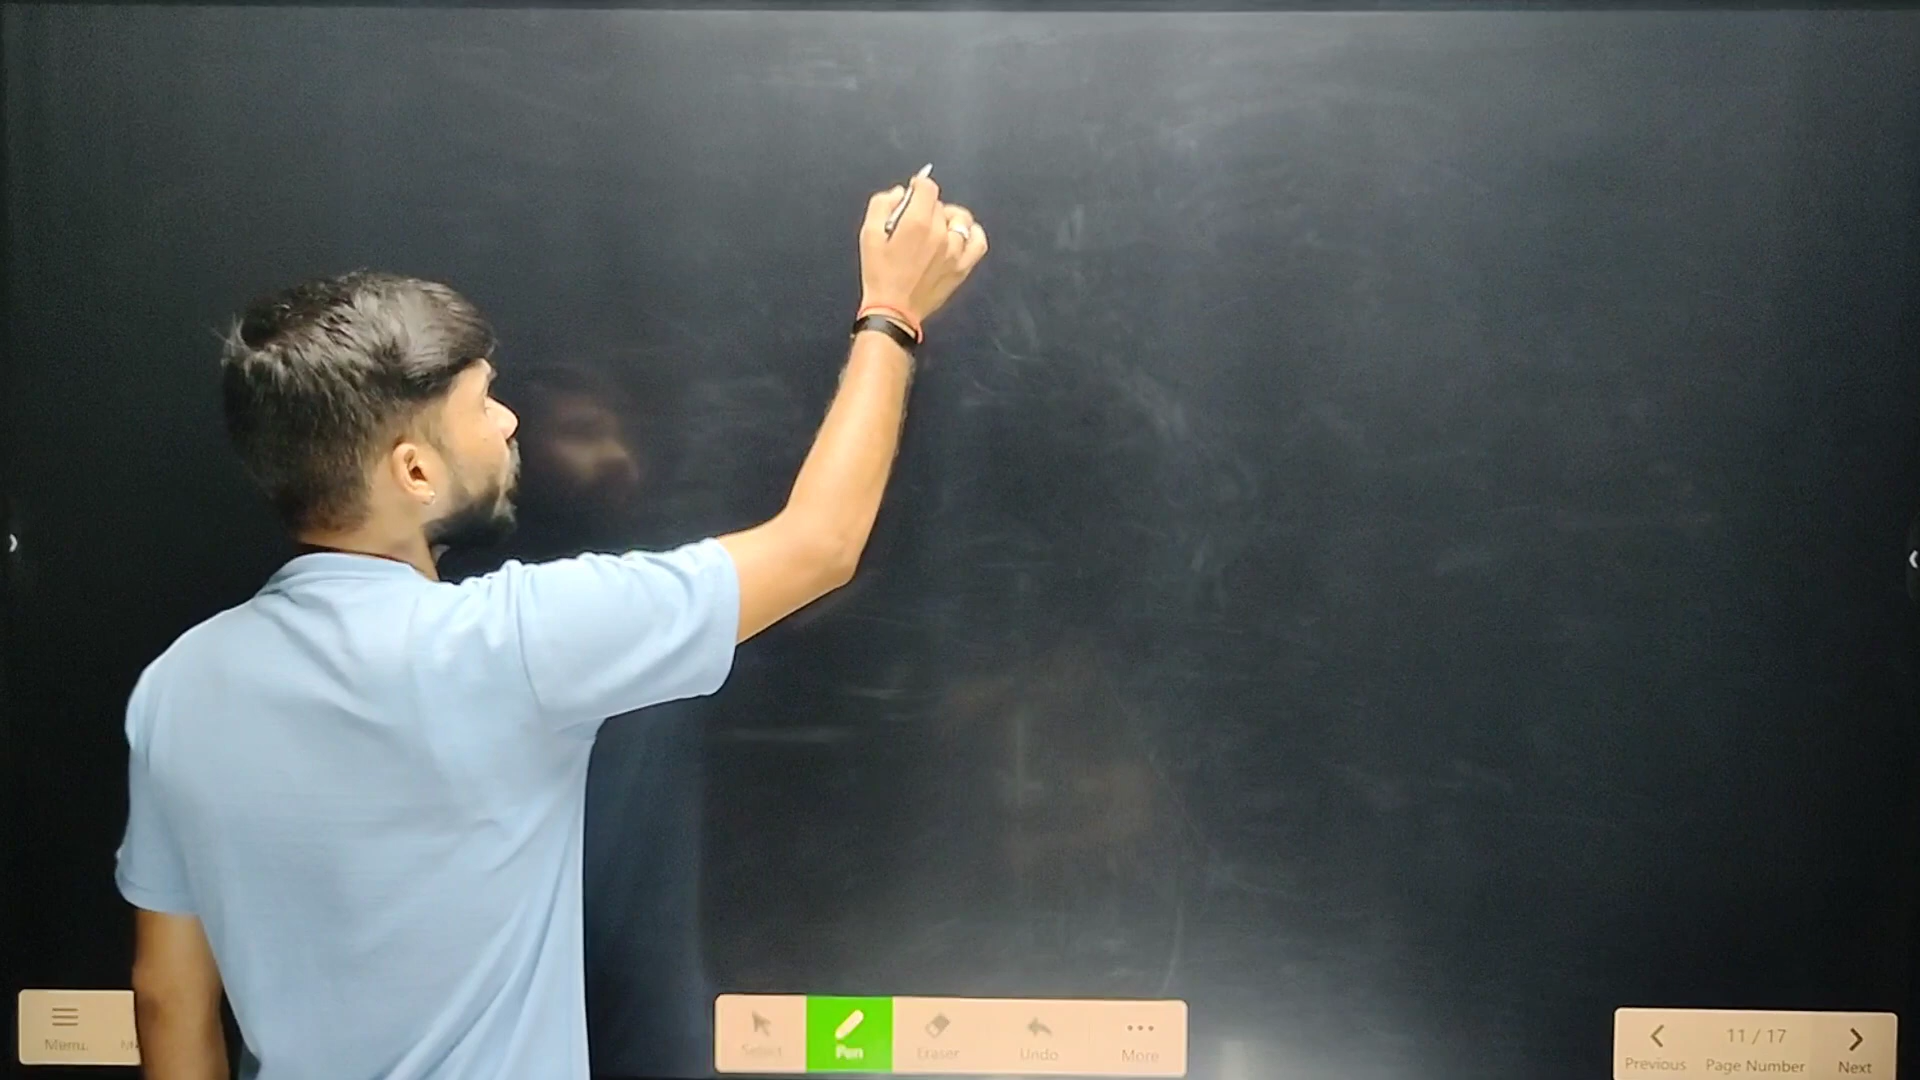 Menu
Select
Pen
Eraser
Undo
More
11 / 17
Previous
Page Number
Next